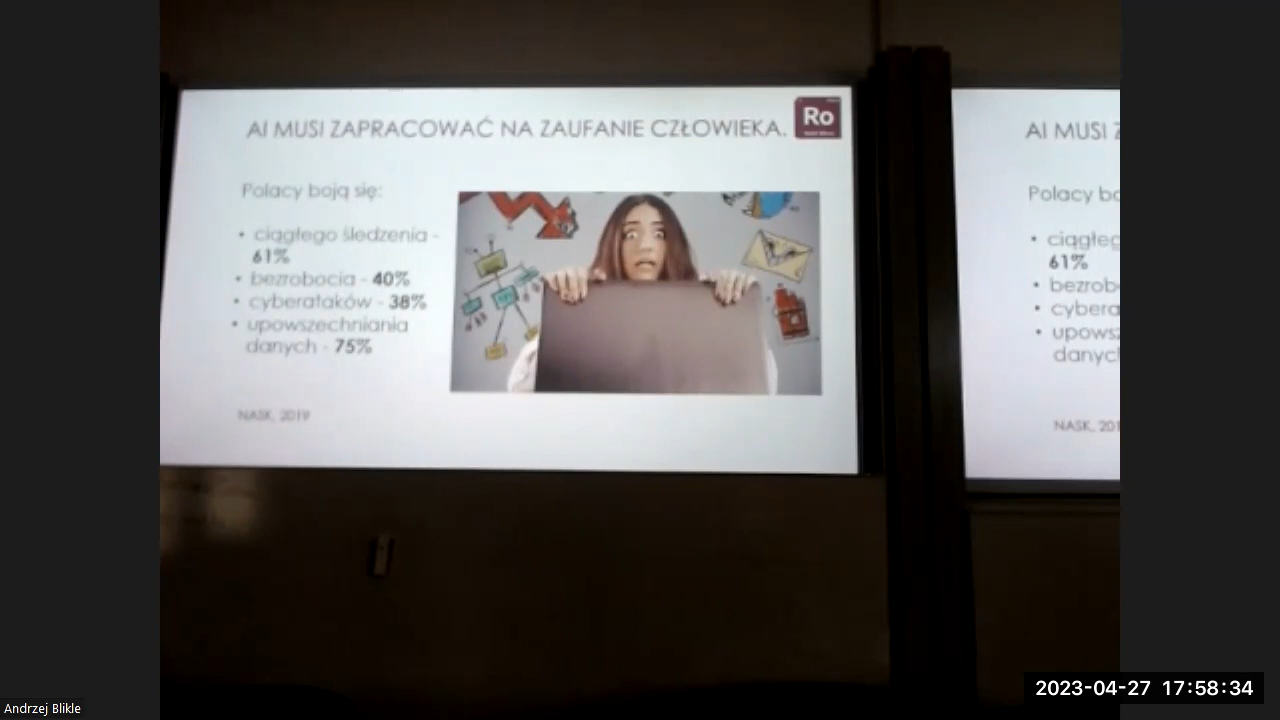 AI MUSI ZAPRACOWAĆ NA ZAUFANIE CZŁOWIEKA.
Ro
Polacy boją się:
• ciągłego śledzenia -
61%
• bezrobocia - 40%
• cyberataków - 38%
• upowszechniania
danych - 75%
NASK, 2019
AI MUSI
Polacy bo
• ciągłeg
61%
• bezrob
• cybera
• upows
danyc
NASK, 201
Andrzej Blikle
2023-04-27 17:58:34